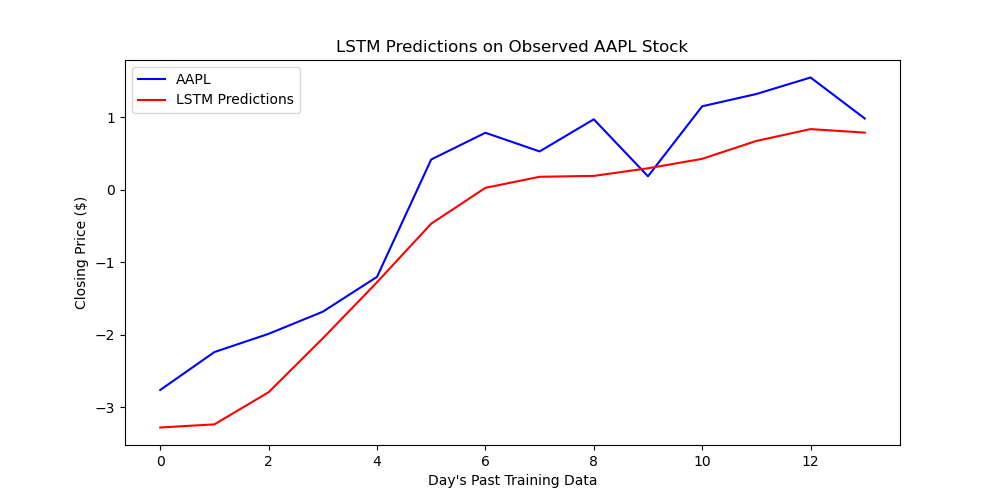 LSTM Predictions on Observed AAPL Stock
AAPL
LSTM Predictions
Closing Price ($)
1
0
−1
−2
−3
0 2 4 6 8 10 12
Day's Past Training Data